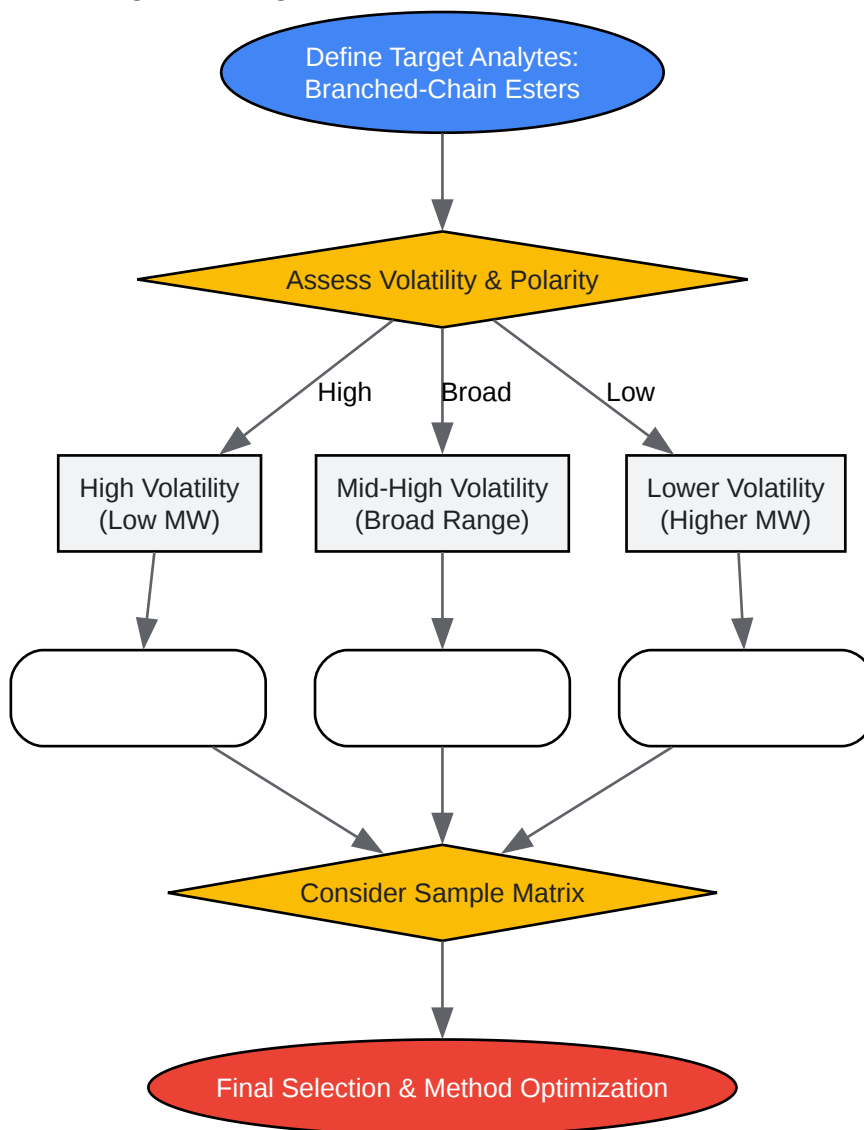 Define Target Analytes:
Branched-Chain Esters
Assess Volatility & Polarity
High
Broad
Low
High Volatility
(Low MW)
Mid-High Volatility
(Broad Range)
Lower Volatility
(Higher MW)
Consider Sample Matrix
Final Selection & Method Optimization